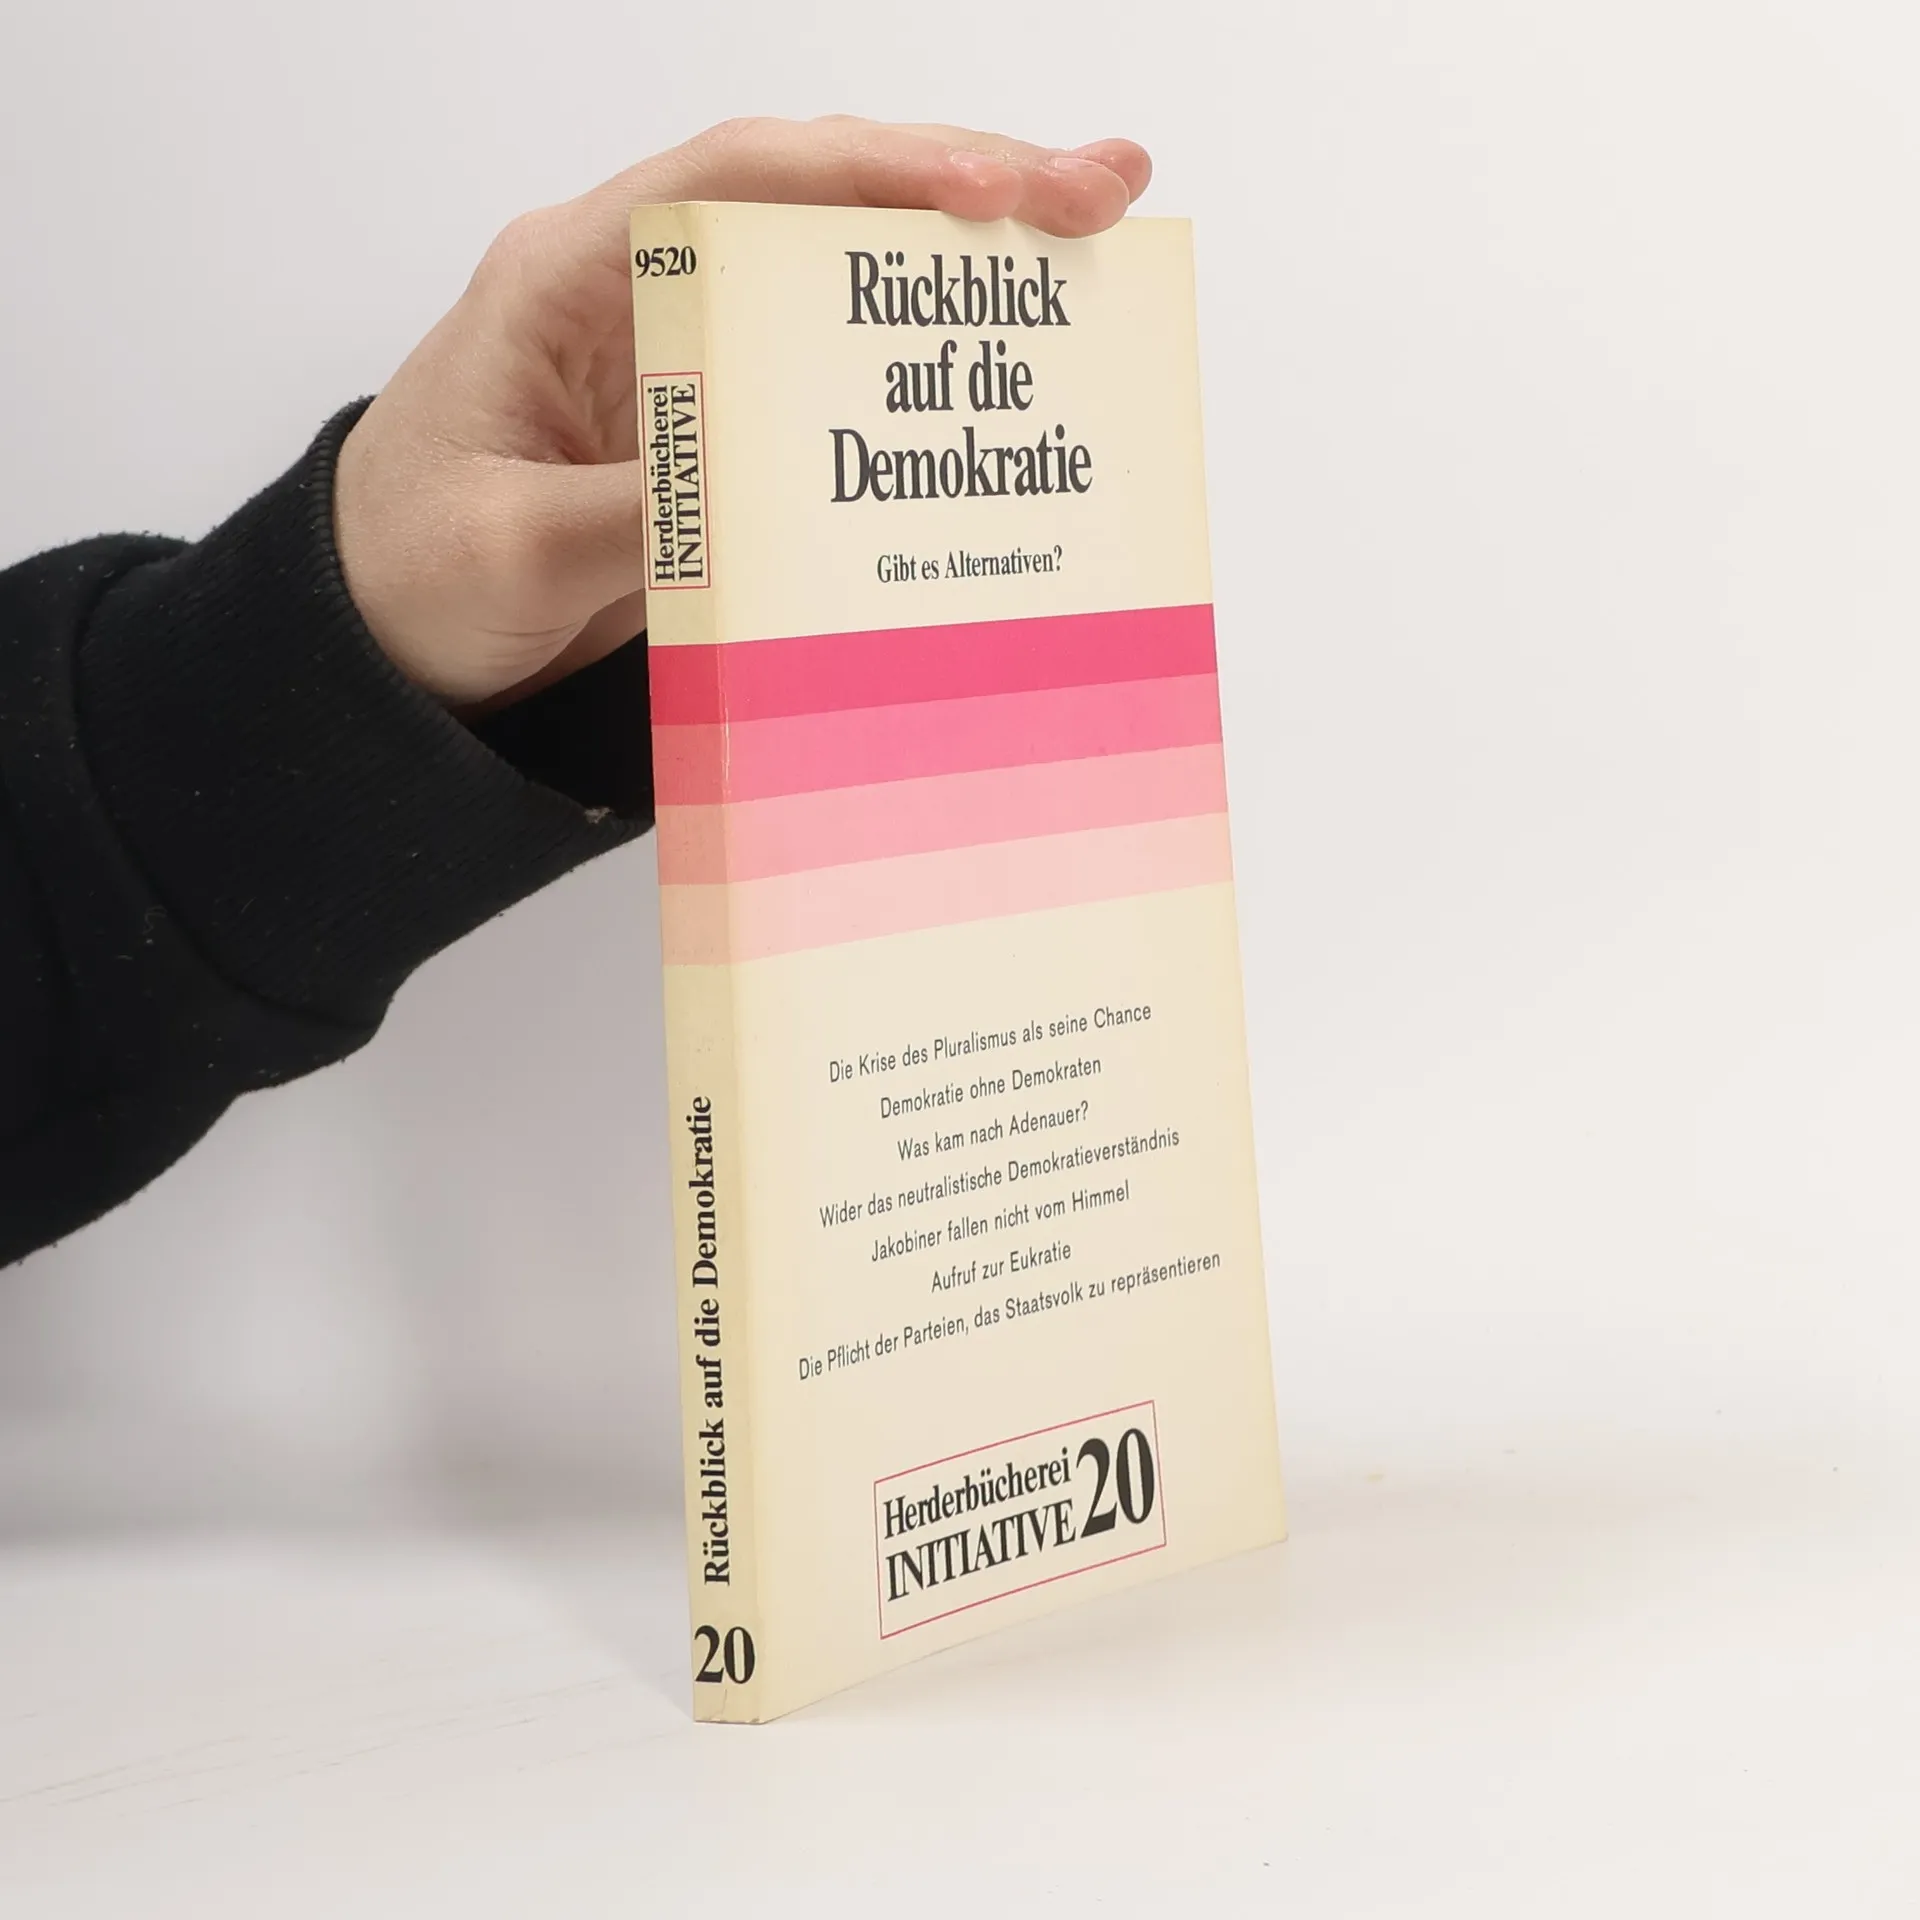 9520
Herderbücherei
INITIATIVE
Rückblick auf die Demokratie
20
Rückblick
auf die
Demokratie
Gibt es Alternativen?
Die Krise des Pluralismus als seine Chance
Demokratie ohne Demokraten
Was kam nach Adenauer?
Wider das neutralistische Demokratieverständnis
Jakobiner fallen nicht vom Himmel
Aufruf zur Eukratie
Die Pflicht der Parteien, das Staatsvolk zu repräsentieren
Herderbücherei
INITIATIVE 20